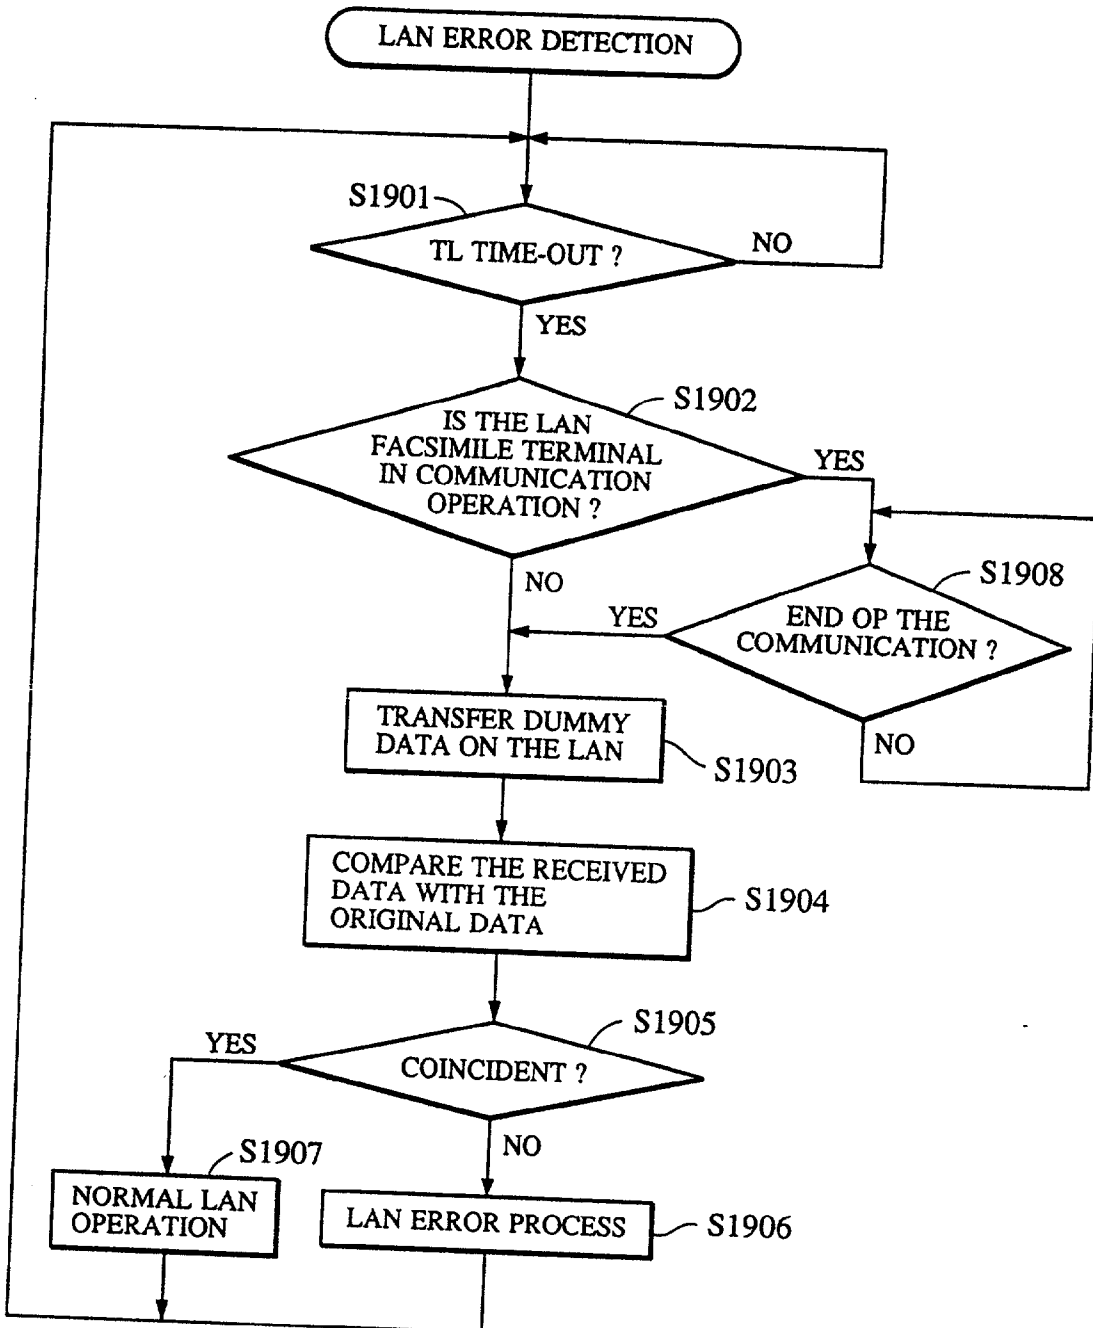 LAN ERROR DETECTION
S1901
TL TIME-OUT ?
NO
YES
S1902
IS THE LAN
FACSIMILE TERMINAL
IN COMMUNICATION
OPERATION ?
YES
NO
S1908
YES
END OP THE
COMMUNICATION ?
NO
TRANSFER DUMMY
DATA ON THE LAN
S1903
COMPARE THE RECEIVED
DATA WITH THE
ORIGINAL DATA
S1904
S1905
YES
COINCIDENT ?
NO
S1907
NORMAL LAN
OPERATION
LAN ERROR PROCESS
S1906